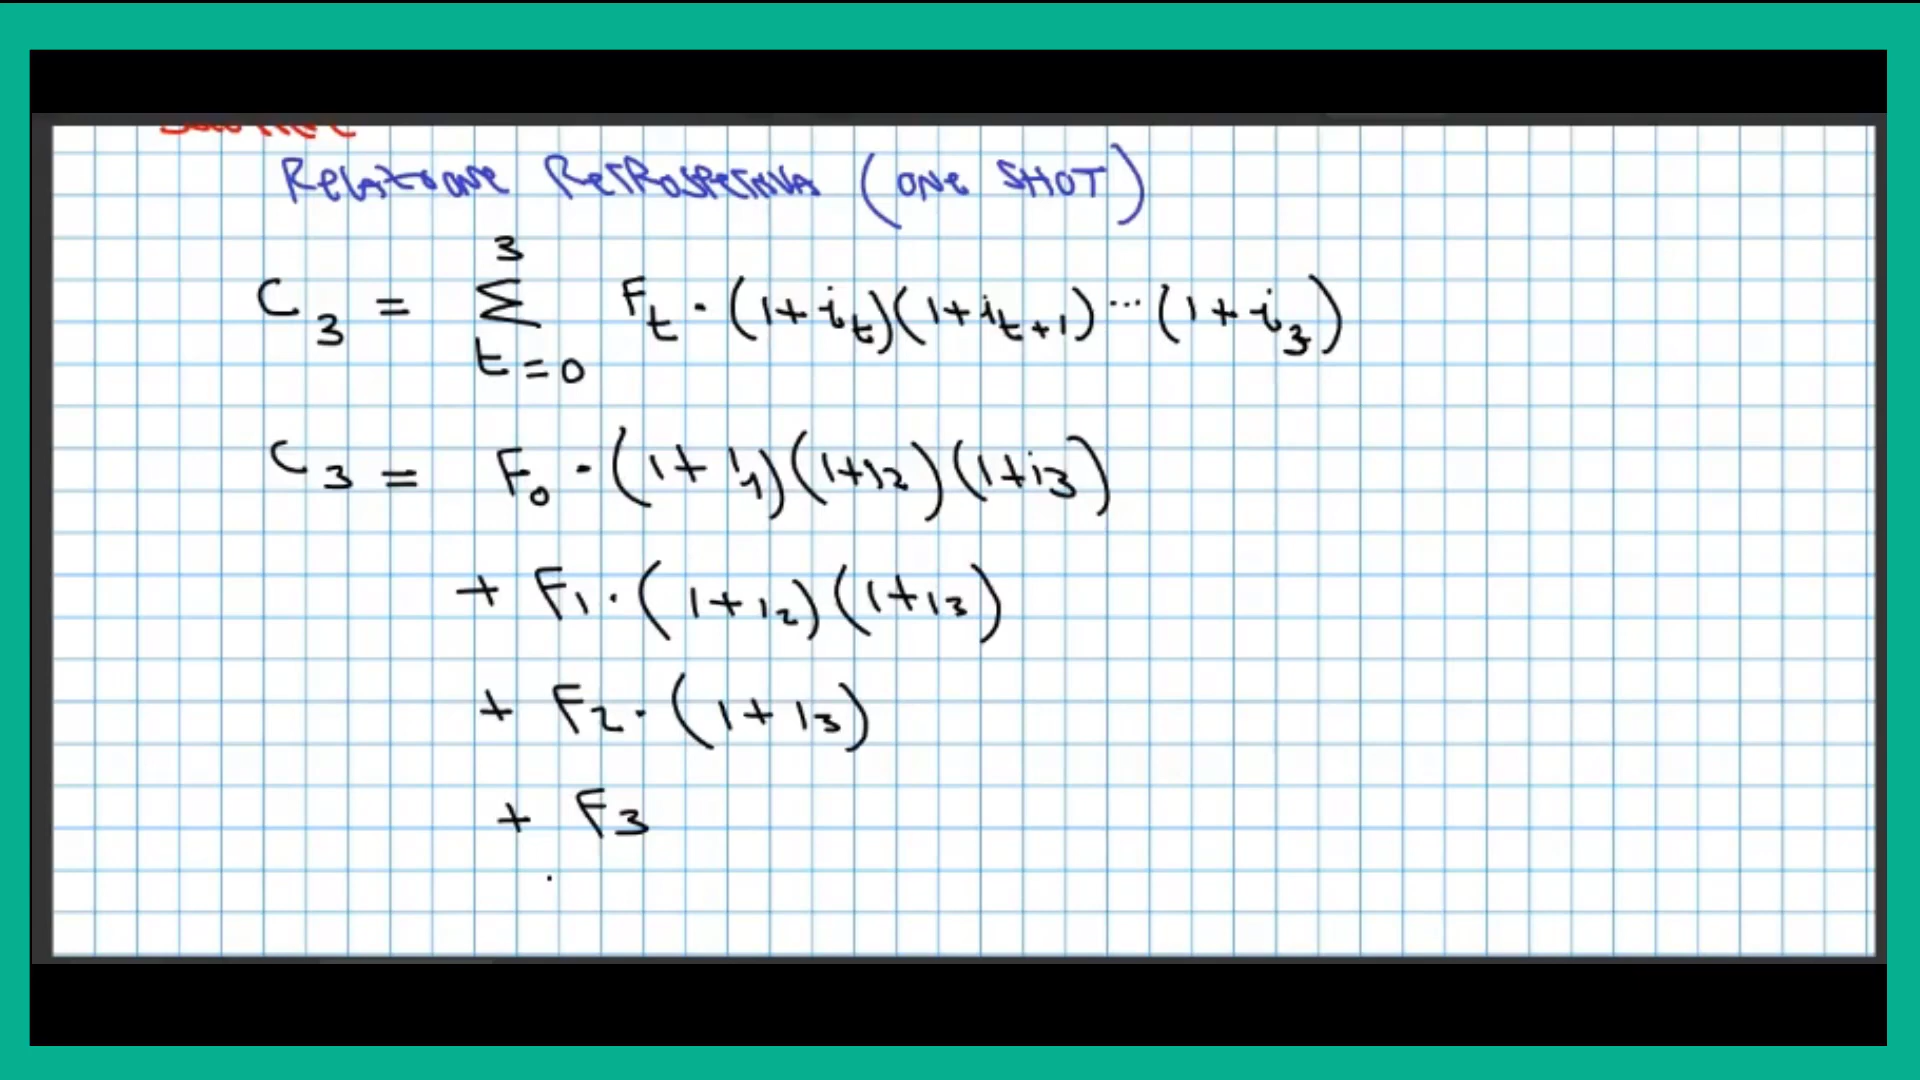 Relazione Retrospettiva (one shot)
C₃ = 3 Σ t=0 Fₜ · (1+iₜ)(1+iₜ₊₁)...(1+i₃)
C₃ = F₀ · (1+i₁)(1+i₂)(1+i₃)
+ F₁ · (1+i₂)(1+i₃)
+ F₂ · (1+i₃)
+ F₃